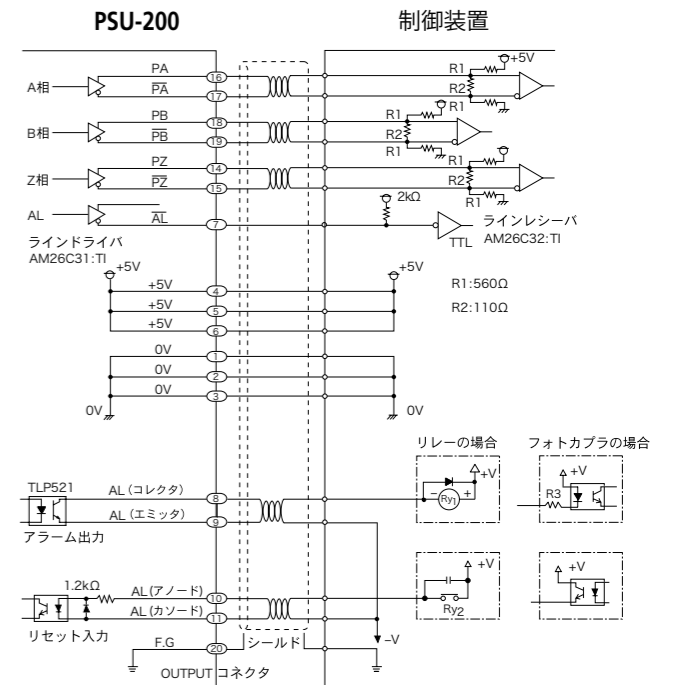 PSU-200 制御装置
+5V
PA R1
A相 16
PA R2
17
R1
PB 18 R1
B相 R2
PB 19
R1
PZ 14 R1
Z相 R2
PZ 15
R1
2kΩ
AL AL 7 ラインレシーバ
TTL AM26C32:TI
ラインドライバ
AM26C31:TI
+5V +5V
R1:560Ω
+5V 4
R2:110Ω
+5V 5
+5V 6
0V 1
0V 2
0V 3
0V 0V
リレーの場合 フォトカプラの場合
+V +V
TLP521 AL（コレクタ） 8 − Ry1 + R3
AL（エミッタ） 9
アラーム出力
+V +V
1.2kΩ AL(アノード) 10
AL(カソード) 11 Ry2
リセット入力 −V
F.G 20 シールド
OUTPUT コネクタ